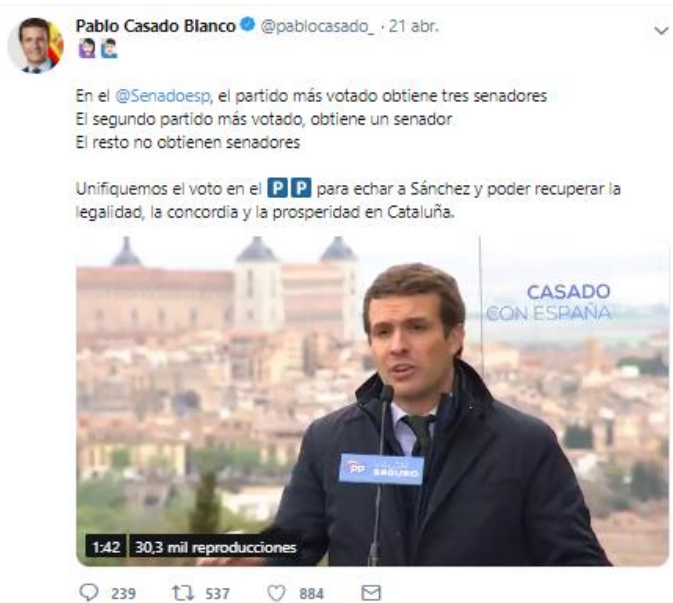 Pablo Casado Blanco @pablocasado_ · 21 abr.
En el @Senadoesp, el partido más votado obtiene tres senadores
El segundo partido más votado, obtiene un senador
El resto no obtienen senadores
Unifiquemos el voto en el 🅿🅿 para echar a Sánchez y poder recuperar la
legalidad, la concordia y la prosperidad en Cataluña.
CASADO
CON ESPAÑA
PP
SEGURO
1:42 30,3 mil reproducciones
239 537 884